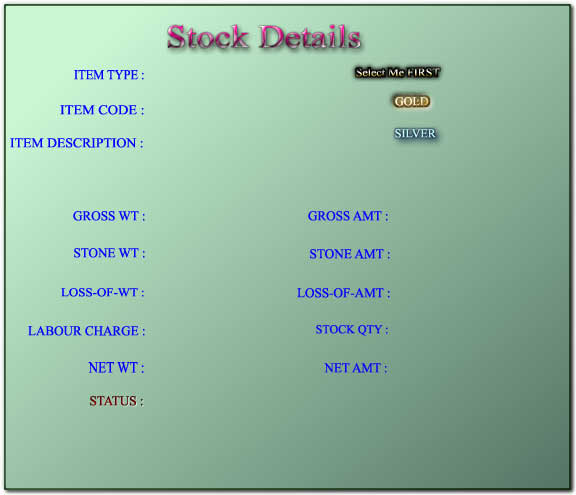 Stock Details
ITEM TYPE :
Select Me FIRST
ITEM CODE :
GOLD
ITEM DESCRIPTION :
SILVER
GROSS WT :
GROSS AMT :
STONE WT :
STONE AMT :
LOSS-OF-WT :
LOSS-OF-AMT :
LABOUR CHARGE :
STOCK QTY :
NET WT :
NET AMT :
STATUS :